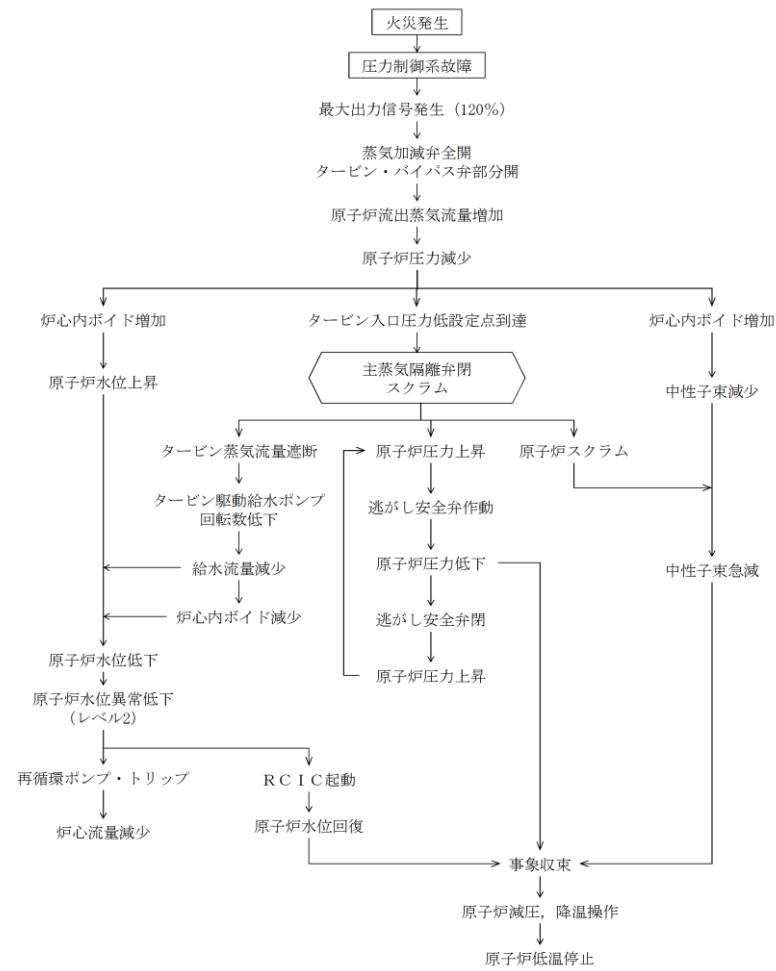 火災発生
圧力制御系故障
最大出力信号発生（120%）
蒸気加減弁全開
タービン・バイパス弁部分開
原子炉流出蒸気流量増加
原子炉圧力減少
炉心内ボイド増加
タービン入口圧力低設定点到達
炉心内ボイド増加
原子炉水位上昇
主蒸気隔離弁閉
スクラム
中性子束減少
タービン蒸気流量遮断
原子炉圧力上昇
原子炉スクラム
タービン駆動給水ポンプ
回転数低下
逃がし安全弁作動
給水流量減少
原子炉圧力低下
中性子束急減
炉心内ボイド減少
逃がし安全弁閉
原子炉水位低下
原子炉圧力上昇
原子炉水位異常低下
（レベル2）
再循環ポンプ・トリップ
ＲＣＩＣ起動
炉心流量減少
原子炉水位回復
事象収束
原子炉減圧，降温操作
原子炉低温停止